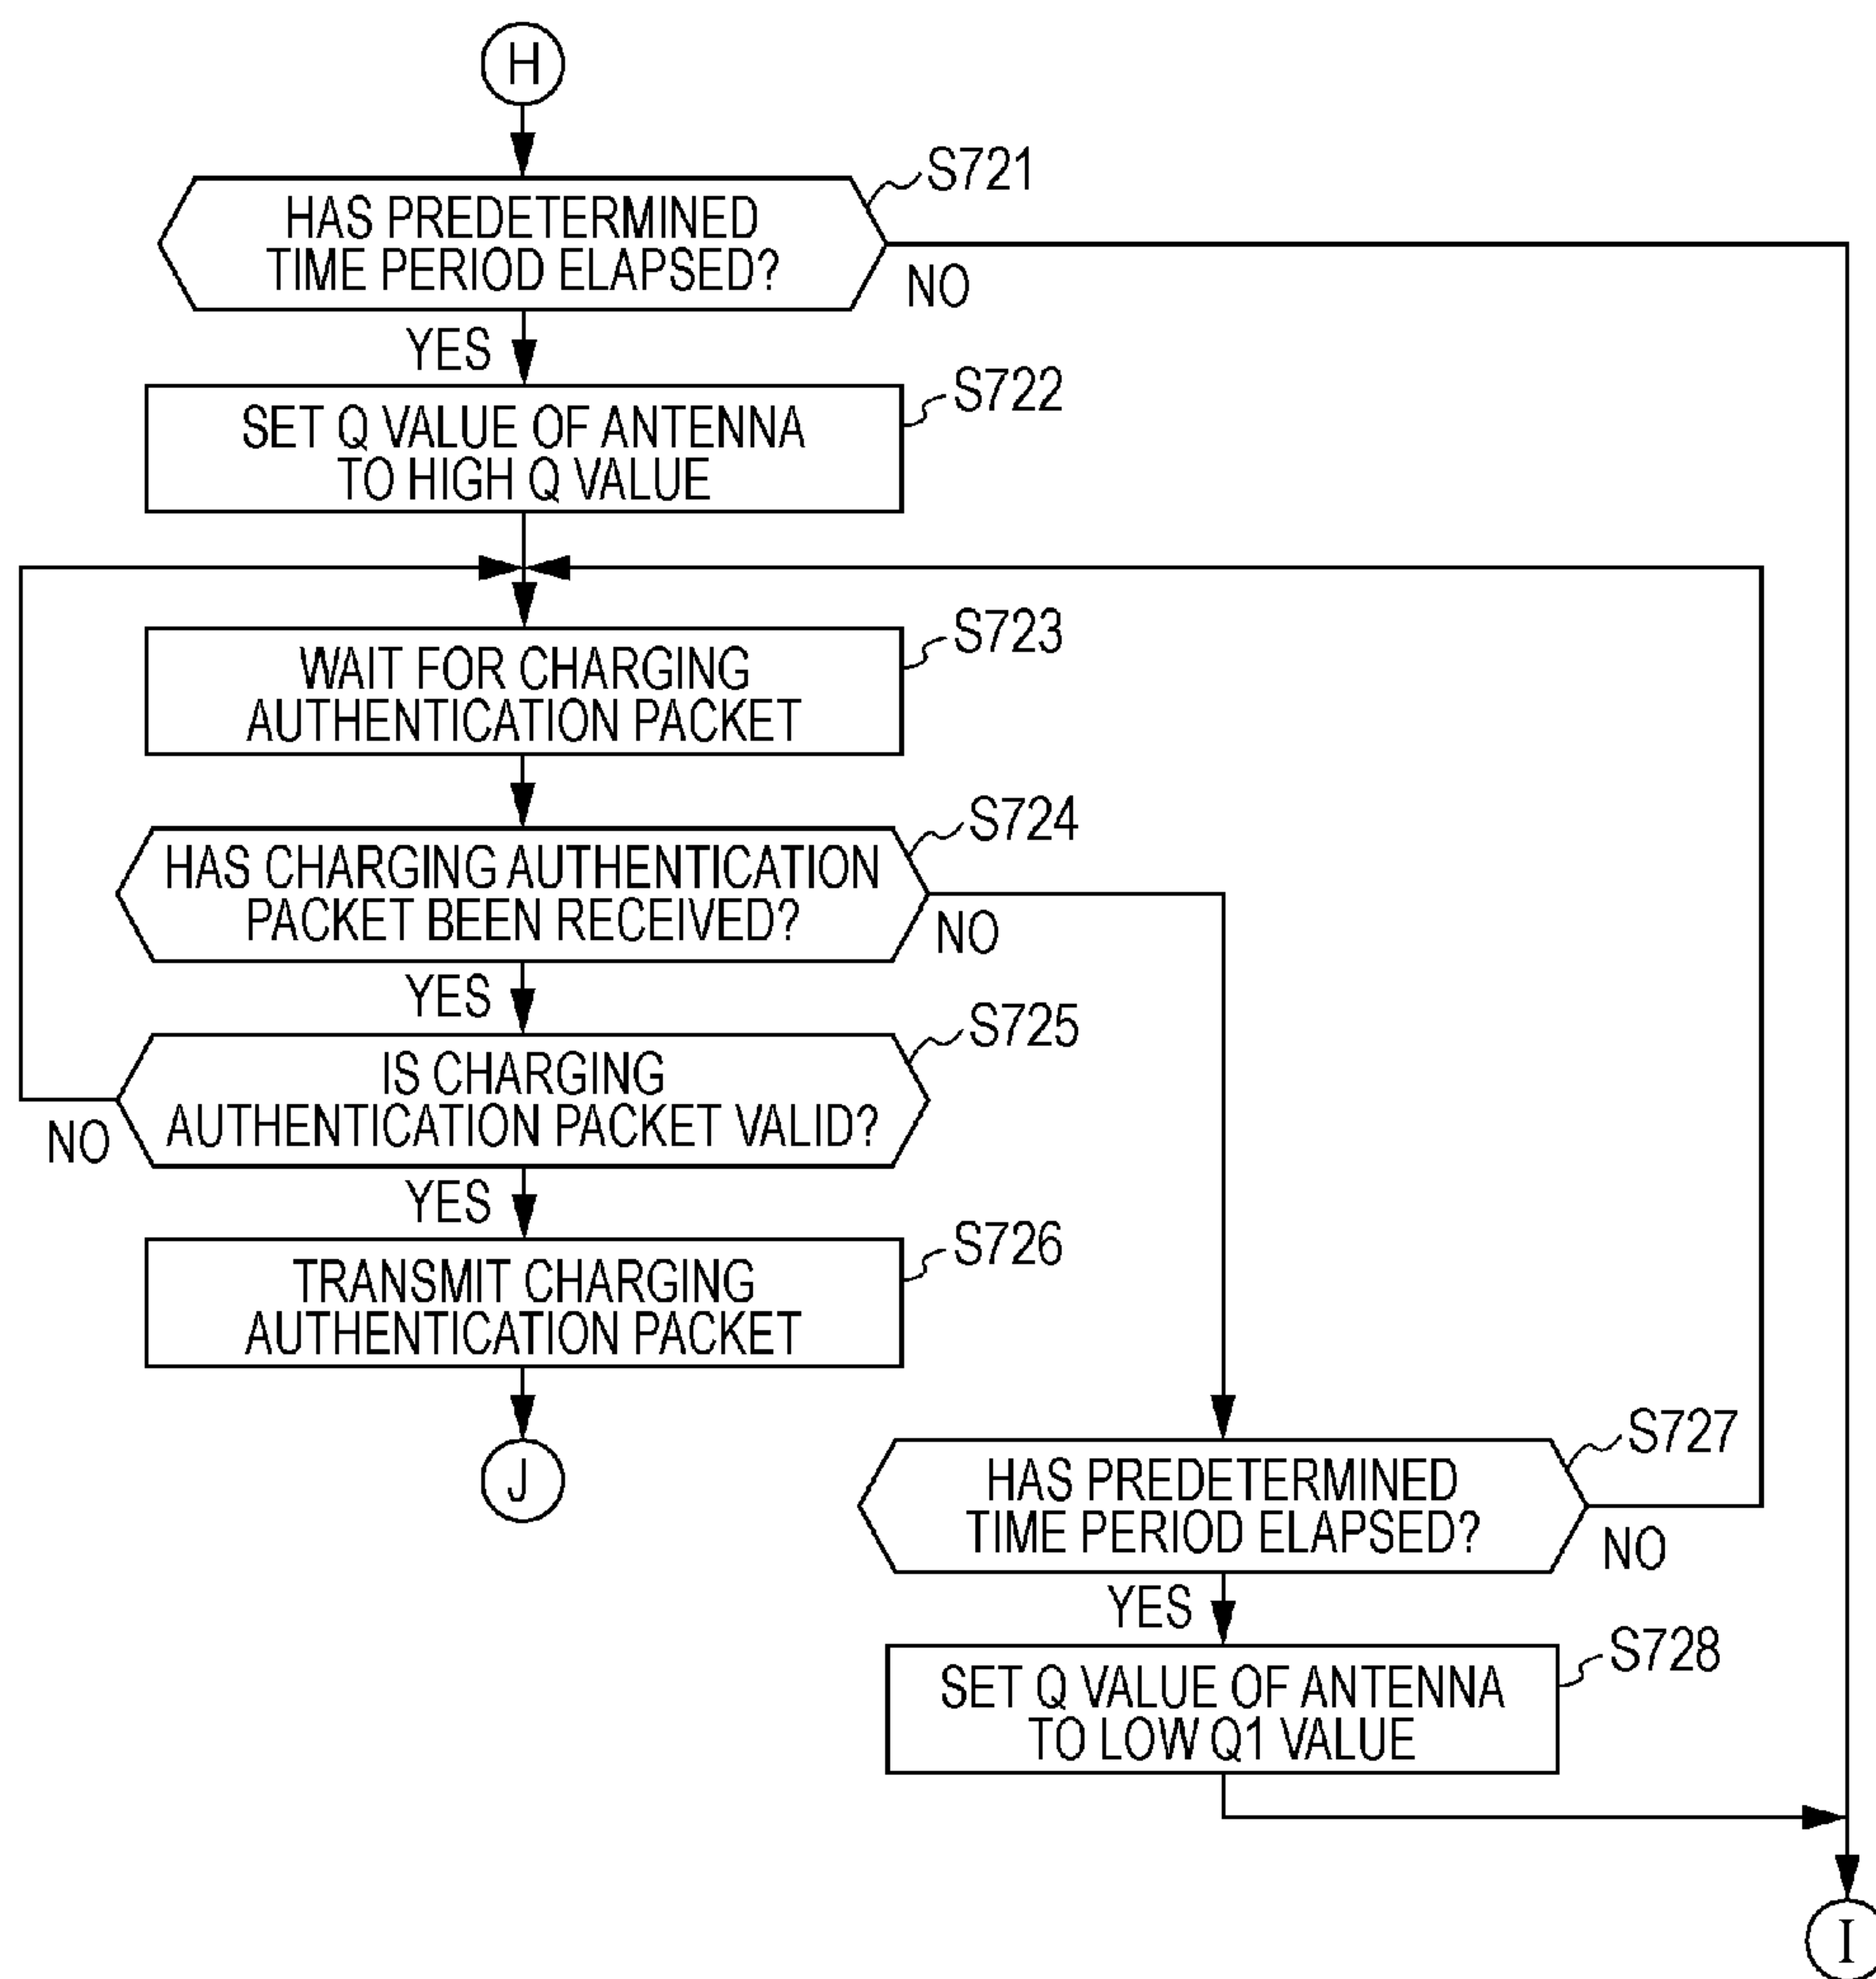 H
S721
HAS PREDETERMINED
TIME PERIOD ELAPSED?
NO
YES
S722
SET Q VALUE OF ANTENNA
TO HIGH Q VALUE
S723
WAIT FOR CHARGING
AUTHENTICATION PACKET
S724
HAS CHARGING AUTHENTICATION
PACKET BEEN RECEIVED?
NO
YES
S725
IS CHARGING
AUTHENTICATION PACKET VALID?
NO
YES
S726
TRANSMIT CHARGING
AUTHENTICATION PACKET
J
S727
HAS PREDETERMINED
TIME PERIOD ELAPSED?
NO
YES
S728
SET Q VALUE OF ANTENNA
TO LOW Q1 VALUE
I